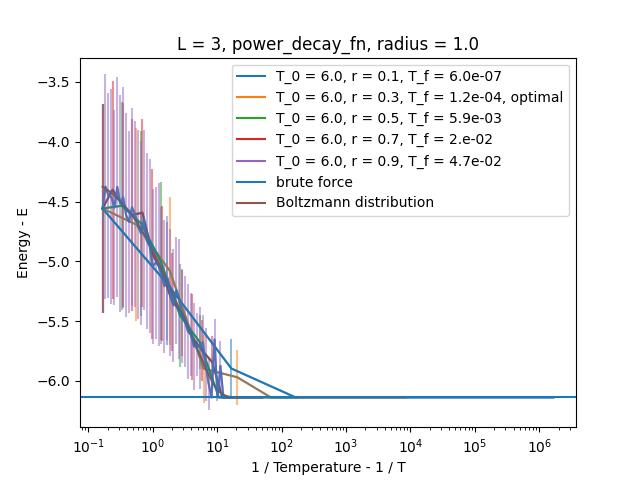 L = 3, power_decay_fn, radius = 1.0
T_0 = 6.0, r = 0.1, T_f = 6.0e-07
T_0 = 6.0, r = 0.3, T_f = 1.2e-04, optimal
T_0 = 6.0, r = 0.5, T_f = 5.9e-03
T_0 = 6.0, r = 0.7, T_f = 2.e-02
T_0 = 6.0, r = 0.9, T_f = 4.7e-02
brute force
Boltzmann distribution
Energy - E
−3.5
−4.0
−4.5
−5.0
−5.5
−6.0
10⁻¹ 10⁰ 10¹ 10² 10³ 10⁴ 10⁵ 10⁶
1 / Temperature - 1 / T